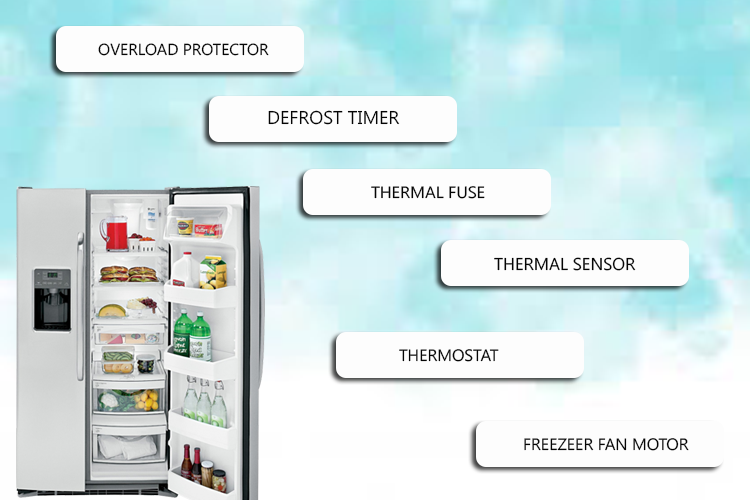 OVERLOAD PROTECTOR
DEFROST TIMER
THERMAL FUSE
THERMAL SENSOR
THERMOSTAT
FREEZEER FAN MOTOR